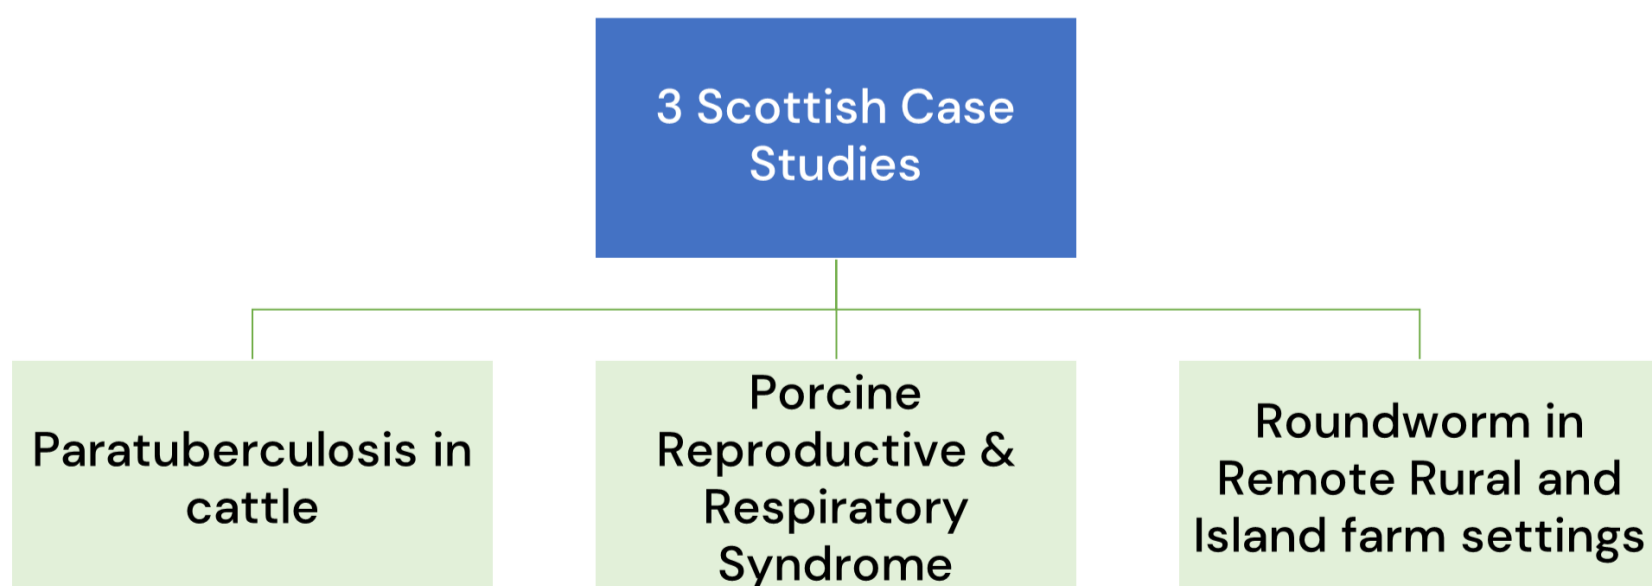 3 Scottish Case
Studies
Paratuberculosis in
cattle
Porcine
Reproductive &
Respiratory
Syndrome
Roundworm in
Remote Rural and
Island farm settings